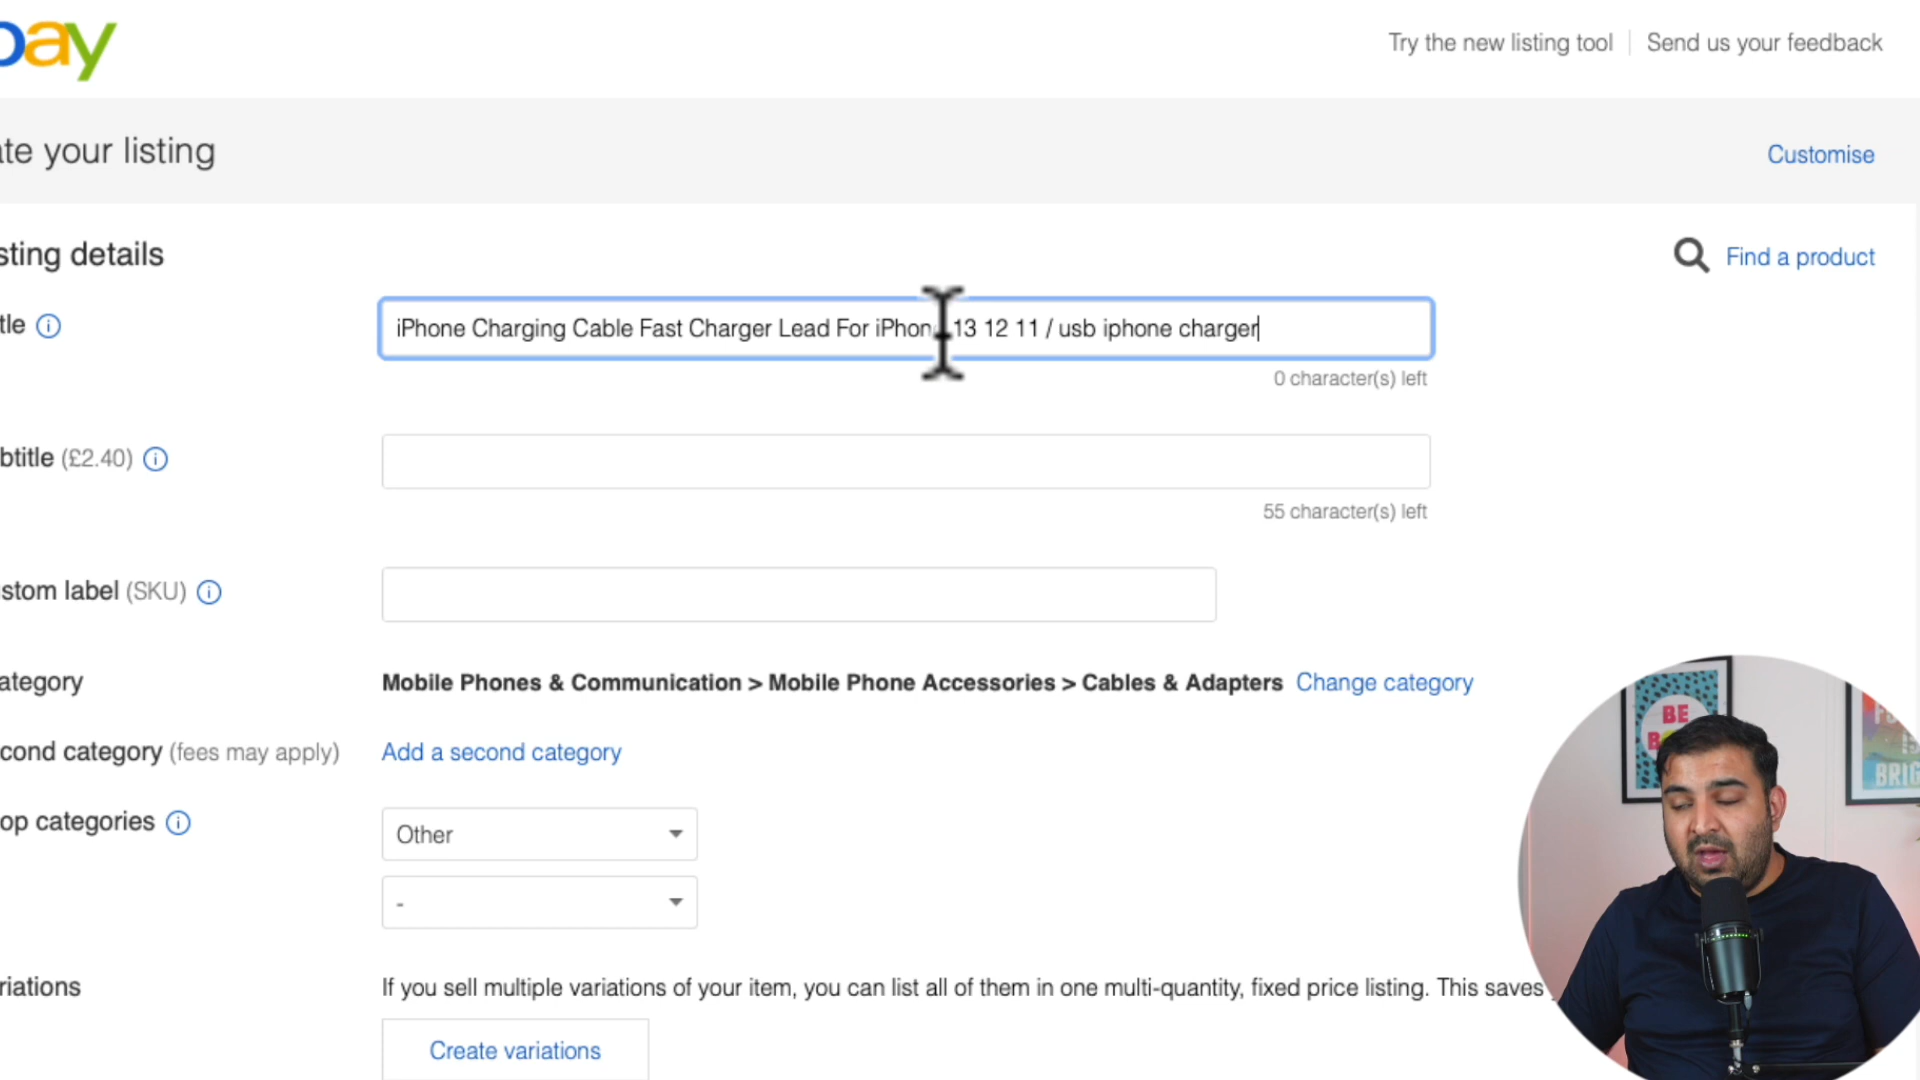 bay
Try the new listing tool
Send us your feedback
ate your listing
Customise
sting details
Find a product
tle
iPhone Charging Cable Fast Charger Lead For iPhon 13 12 11 / usb iphone charger
0 character(s) left
btitle (£2.40)
55 character(s) left
stom label (SKU)
ategory
Mobile Phones & Communication > Mobile Phone Accessories > Cables & Adapters Change category
cond category (fees may apply)
Add a second category
op categories
Other
-
riations
If you sell multiple variations of your item, you can list all of them in one multi-quantity, fixed price listing. This saves
Create variations
BE
BRIG